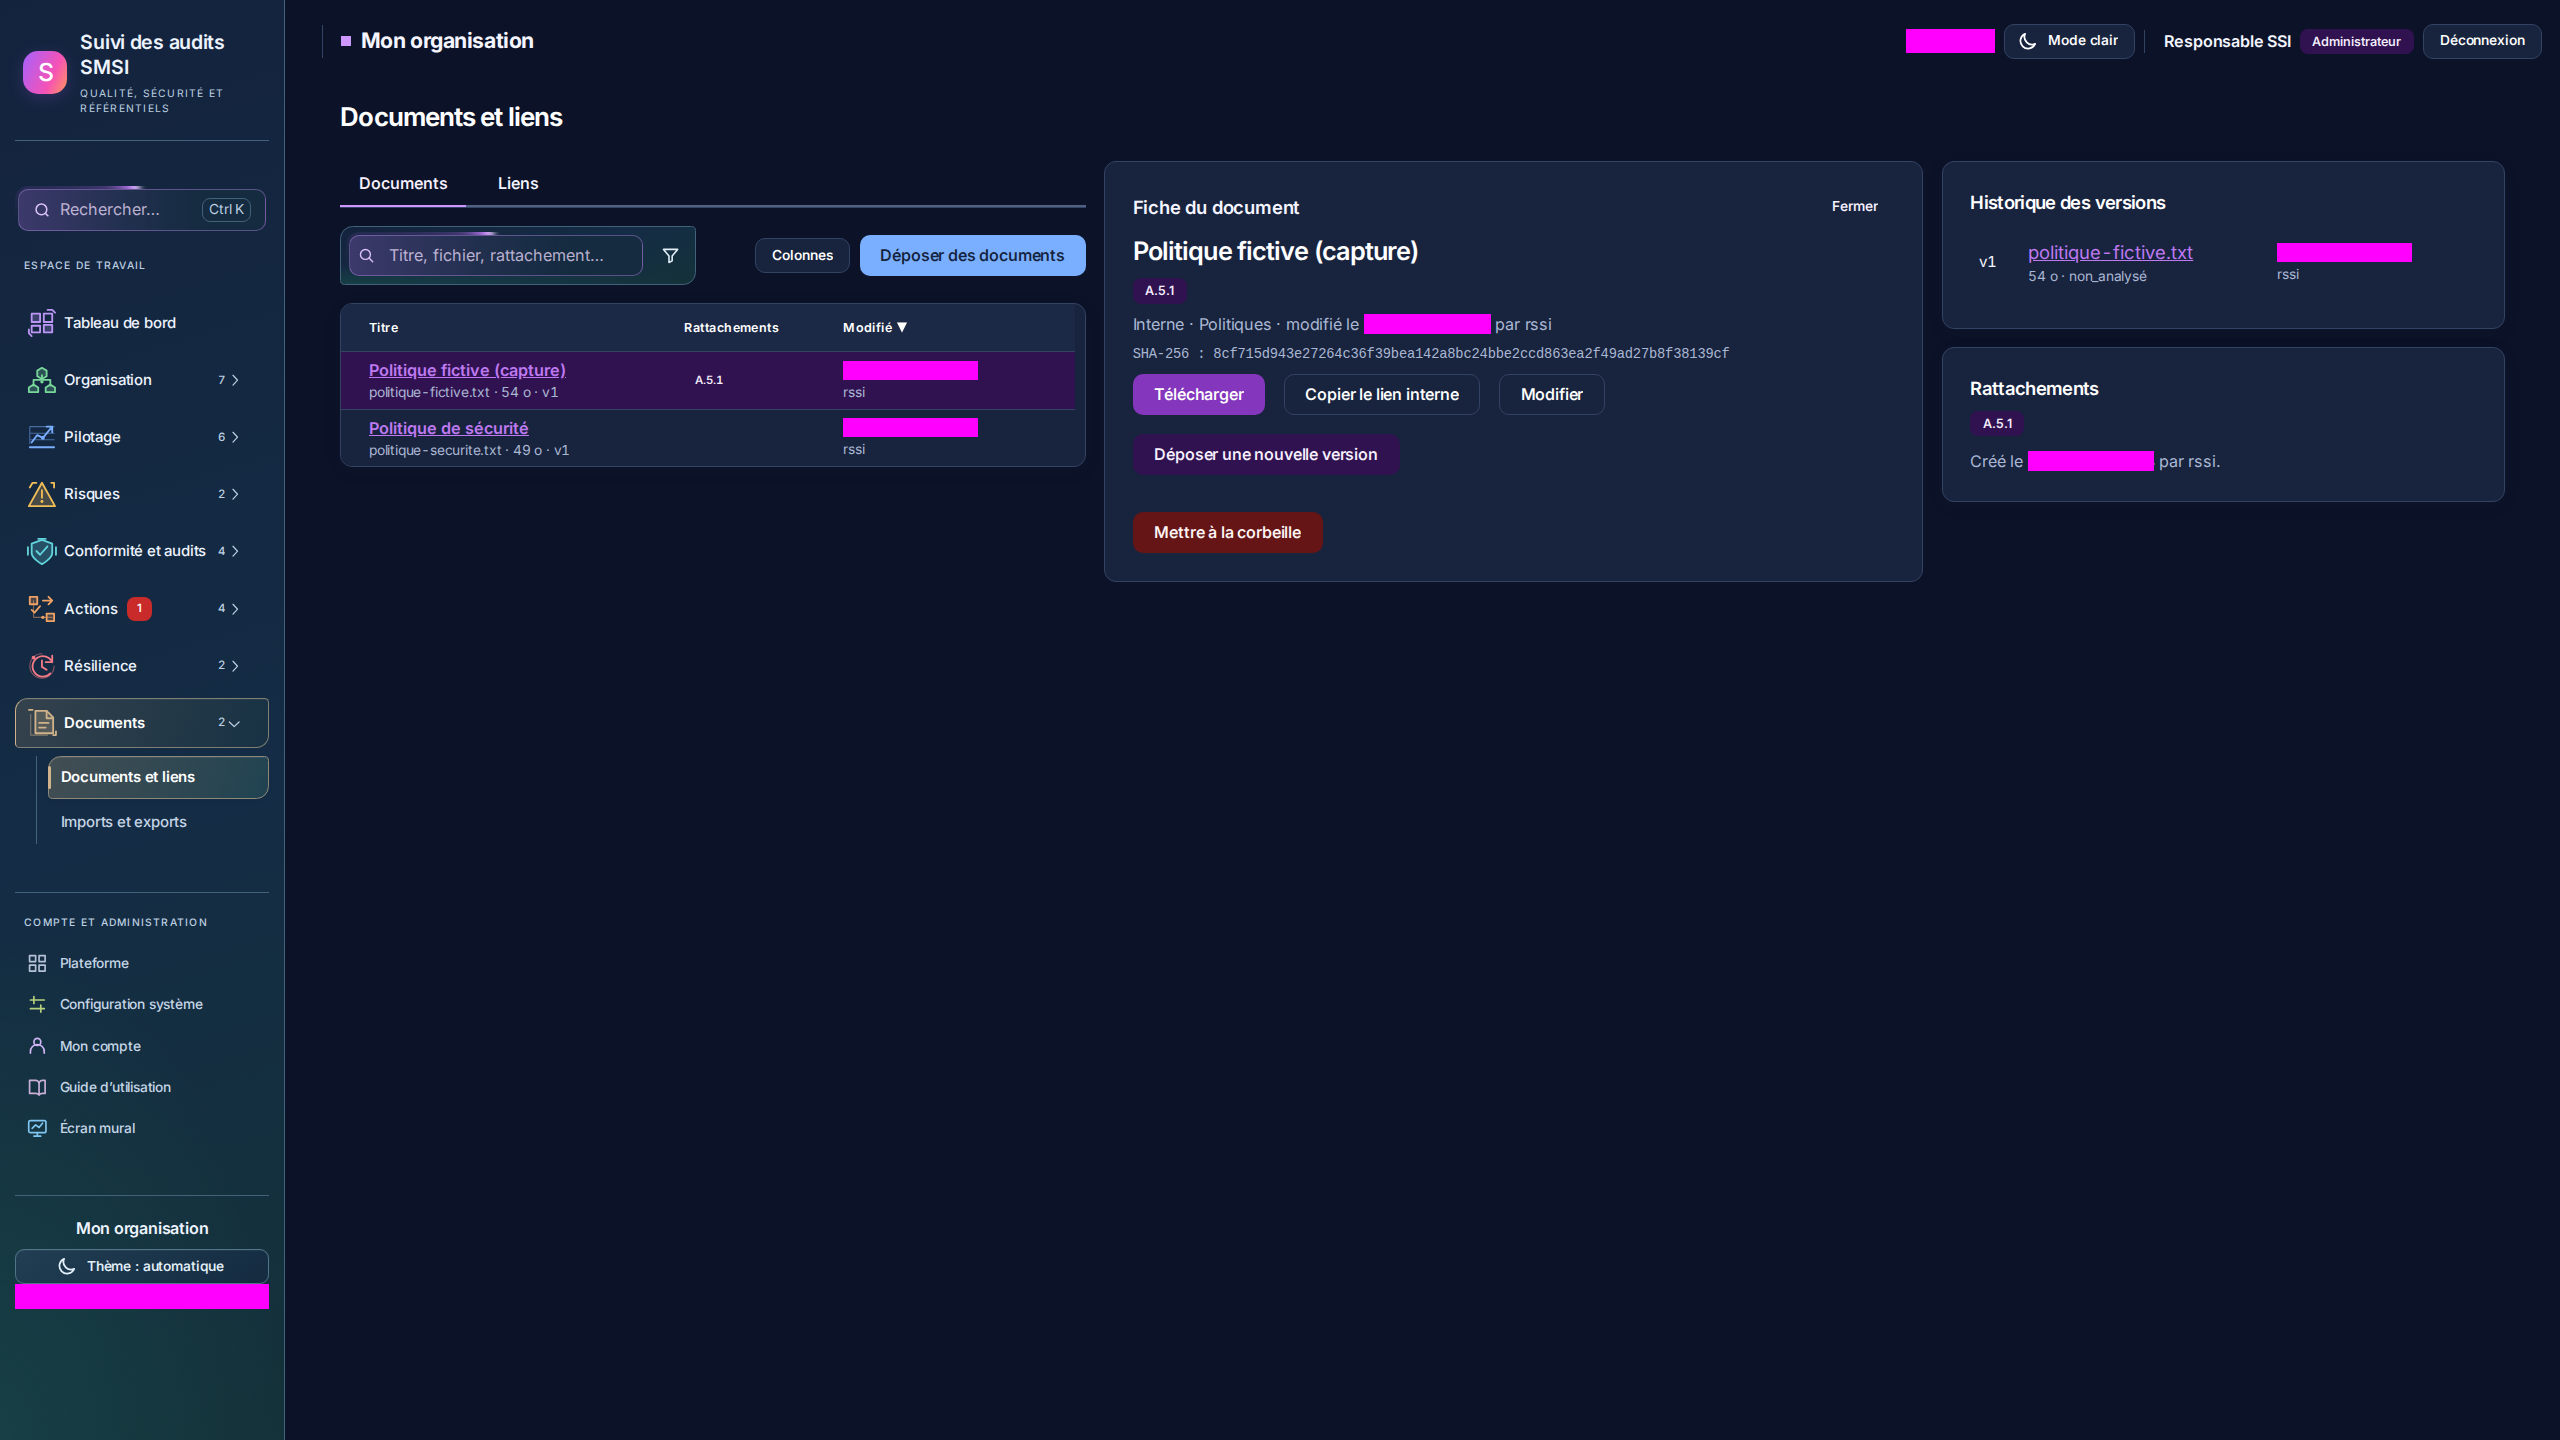 Suivi des audits
SMSI
QUALITÉ, SÉCURITÉ ET
RÉFÉRENTIELS
S
Rechercher...
Ctrl K
ESPACE DE TRAVAIL
Tableau de bord
Organisation 7
Pilotage 6
Risques 2
Conformité et audits 4
Actions 1 4
Résilience 2
Documents 2
Documents et liens
Imports et exports
COMPTE ET ADMINISTRATION
Plateforme
Configuration système
Mon compte
Guide d'utilisation
Écran mural
Mon organisation
Thème : automatique
Mon organisation
Mode clair
Responsable SSI
Administrateur
Déconnexion
Documents et liens
Documents Liens
Titre, fichier, rattachement...
Colonnes
Déposer des documents
Titre Rattachements Modifié ▼
Politique fictive (capture)
politique-fictive.txt · 54 o · v1
A.5.1
rssi
Politique de sécurité
politique-securite.txt · 49 o · v1
rssi
Fiche du document
Fermer
Politique fictive (capture)
A.5.1
Interne · Politiques · modifié le par rssi
SHA-256 : 8cf715d943e27264c36f39bea142a8bc24bbe2ccd863ea2f49ad27b8f38139cf
Télécharger
Copier le lien interne
Modifier
Déposer une nouvelle version
Mettre à la corbeille
Historique des versions
v1
politique-fictive.txt
54 o · non_analysé
rssi
Rattachements
A.5.1
Créé le par rssi.